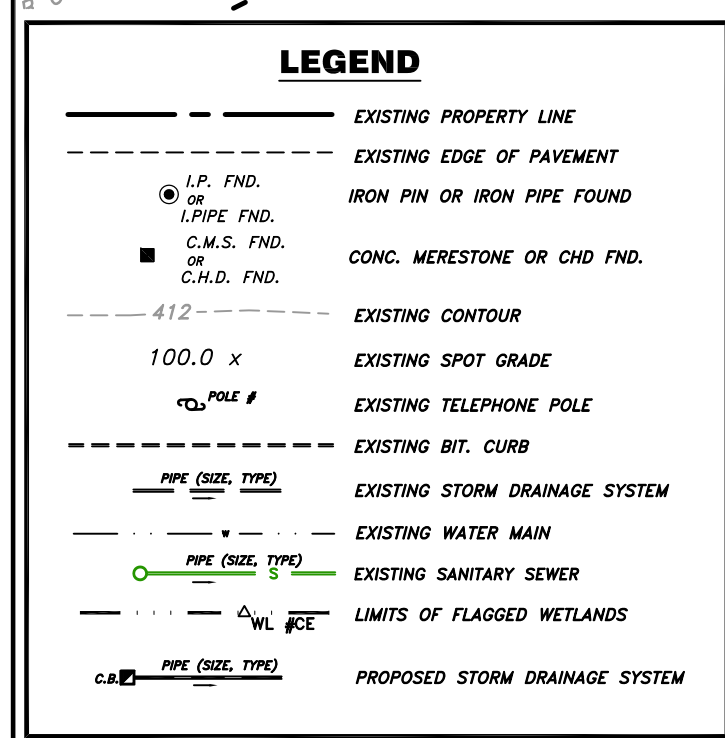 LEGEND
EXISTING PROPERTY LINE
EXISTING EDGE OF PAVEMENT
I.P. FND.
OR
I.PIPE FND.
IRON PIN OR IRON PIPE FOUND
C.M.S. FND.
OR
C.H.D. FND.
CONC. MERESTONE OR CHD FND.
412
EXISTING CONTOUR
100.0 x
EXISTING SPOT GRADE
POLE #
EXISTING TELEPHONE POLE
EXISTING BIT. CURB
PIPE (SIZE, TYPE)
EXISTING STORM DRAINAGE SYSTEM
W
EXISTING WATER MAIN
PIPE (SIZE, TYPE)
S
EXISTING SANITARY SEWER
WL #CE
LIMITS OF FLAGGED WETLANDS
C.B.
PIPE (SIZE, TYPE)
PROPOSED STORM DRAINAGE SYSTEM